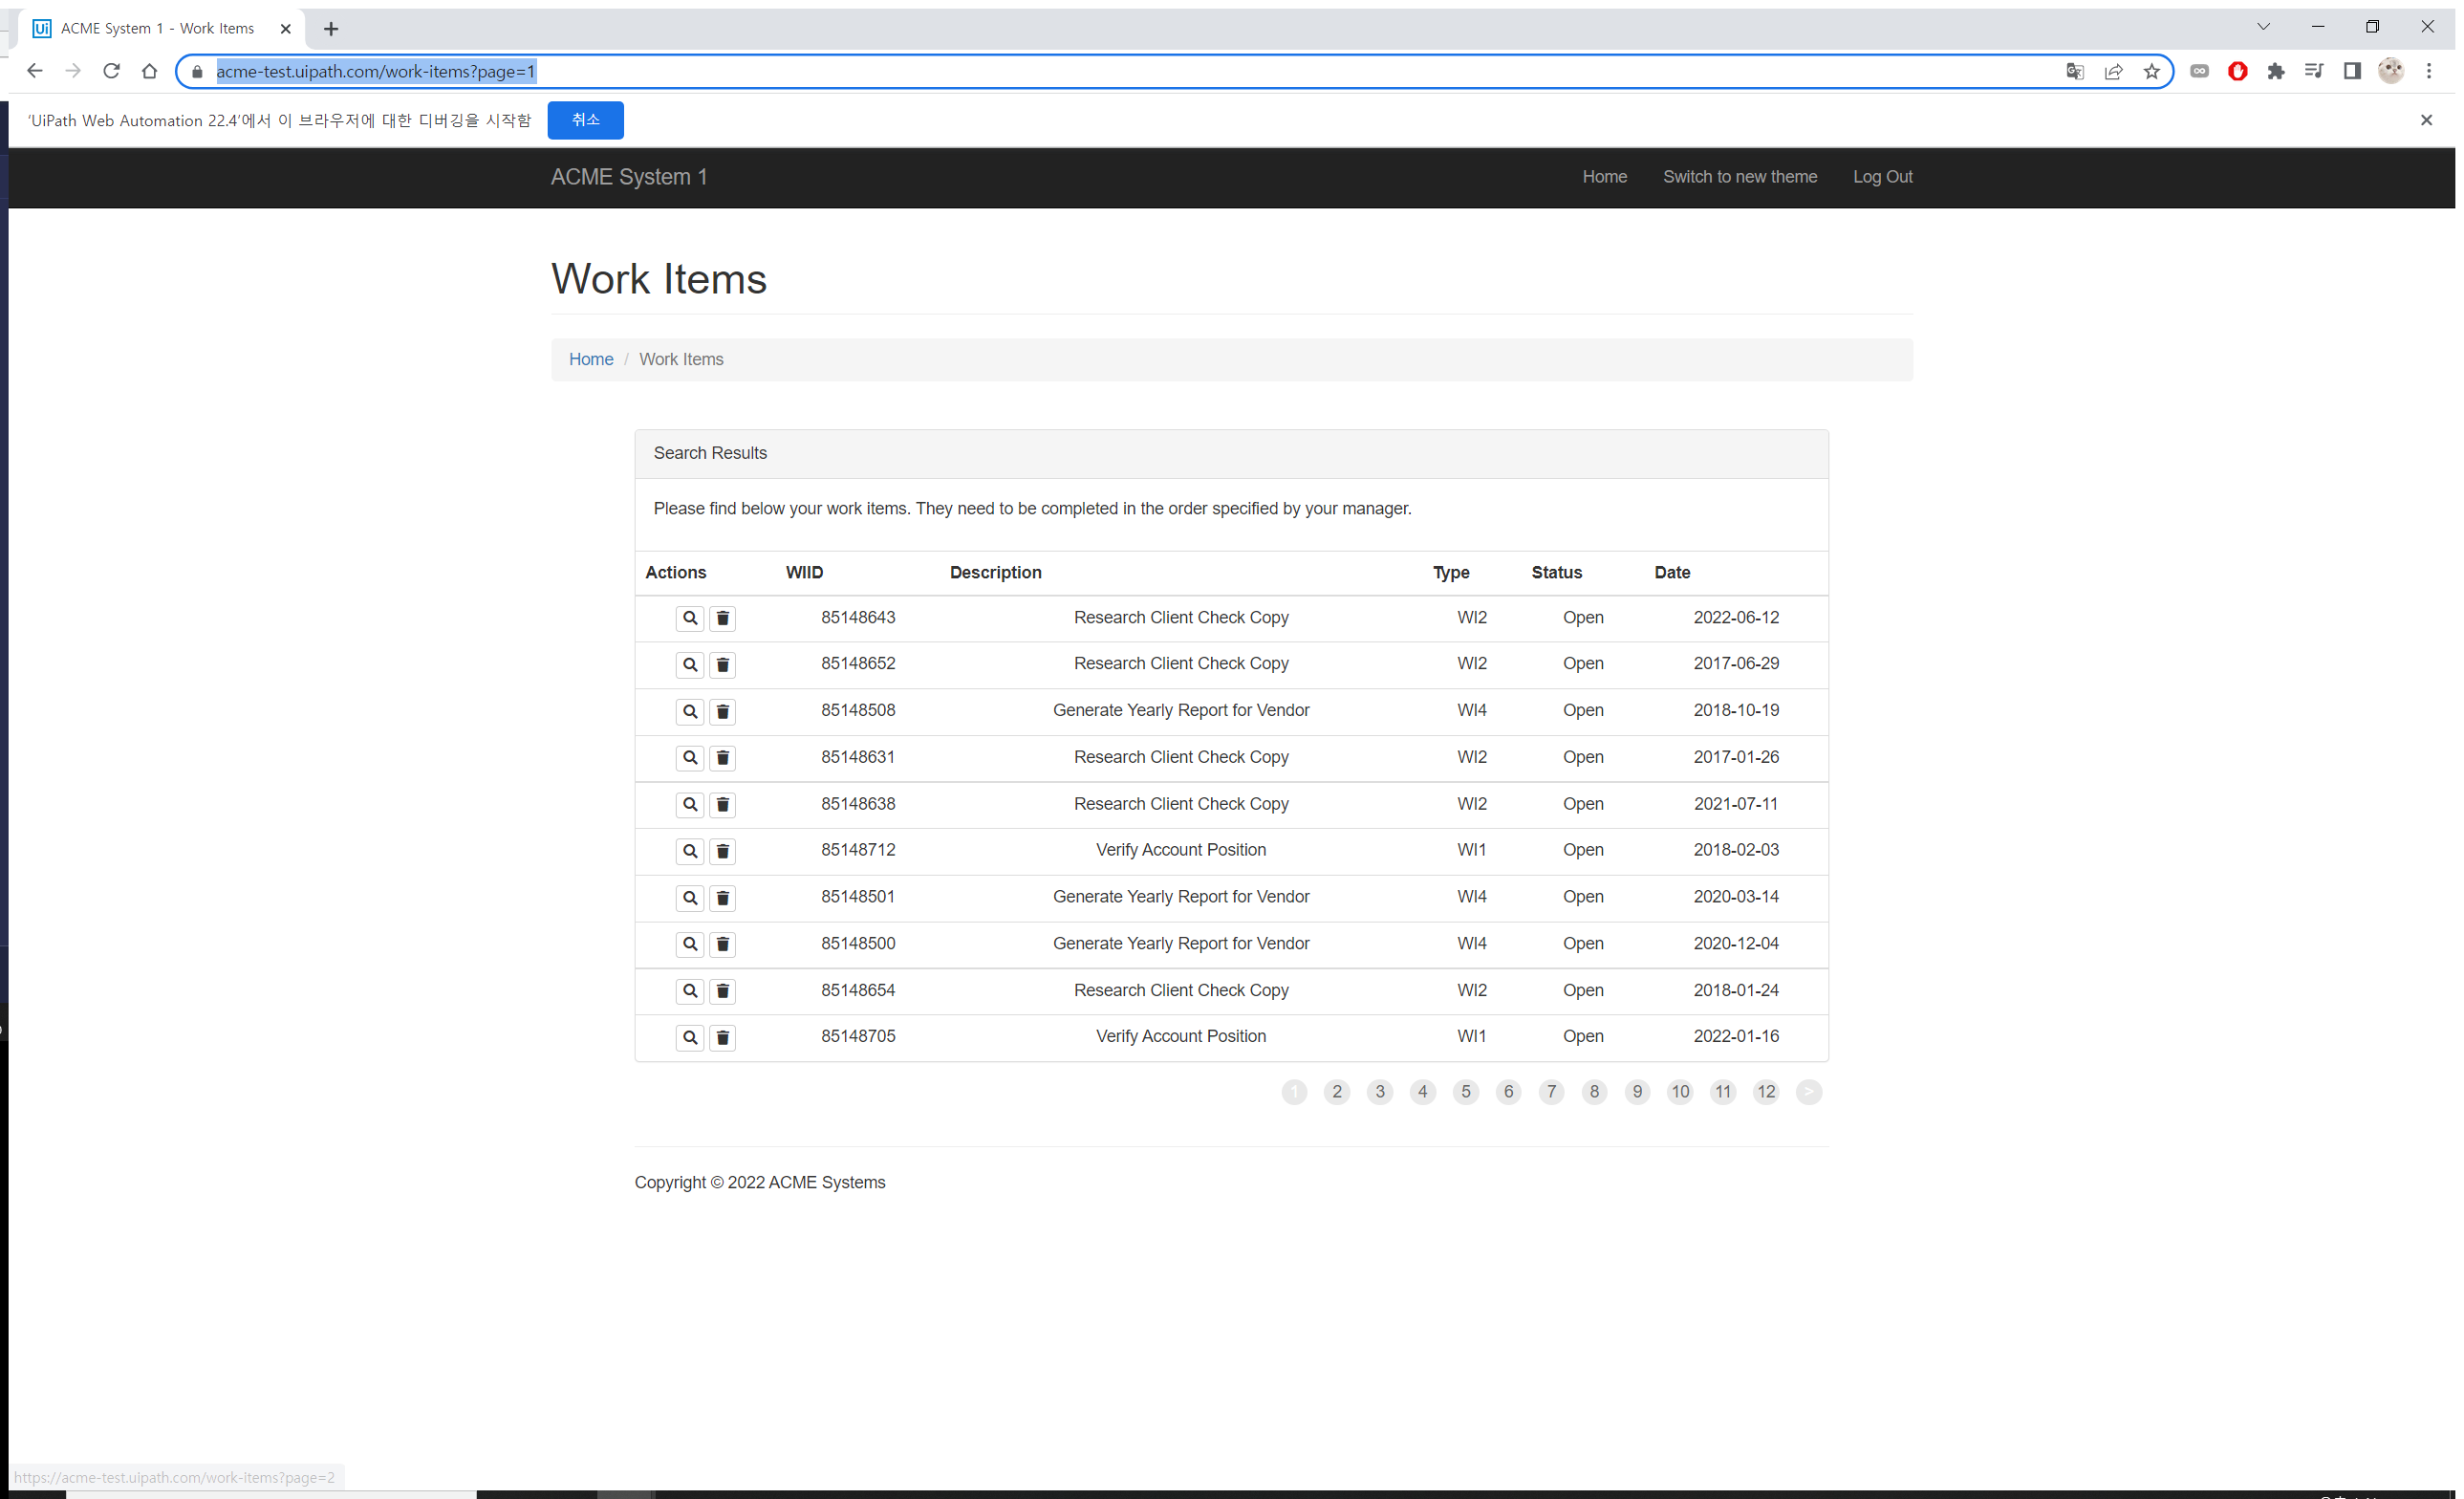 ACME System 1 - Work Items
acme-test.uipath.com/work-items?page=1
'UiPath Web Automation 22.4'에서 이 브라우저에 대한 디버깅을 시작함 취소
ACME System 1 Home Switch to new theme Log Out
Work Items
Home / Work Items
Search Results
Please find below your work items. They need to be completed in the order specified by your manager.
Actions WIID Description Type Status Date
85148643 Research Client Check Copy WI2 Open 2022-06-12
85148652 Research Client Check Copy WI2 Open 2017-06-29
85148508 Generate Yearly Report for Vendor WI4 Open 2018-10-19
85148631 Research Client Check Copy WI2 Open 2017-01-26
85148638 Research Client Check Copy WI2 Open 2021-07-11
85148712 Verify Account Position WI1 Open 2018-02-03
85148501 Generate Yearly Report for Vendor WI4 Open 2020-03-14
85148500 Generate Yearly Report for Vendor WI4 Open 2020-12-04
85148654 Research Client Check Copy WI2 Open 2018-01-24
85148705 Verify Account Position WI1 Open 2022-01-16
1 2 3 4 5 6 7 8 9 10 11 12 >
Copyright © 2022 ACME Systems
https://acme-test.uipath.com/work-items?page=2